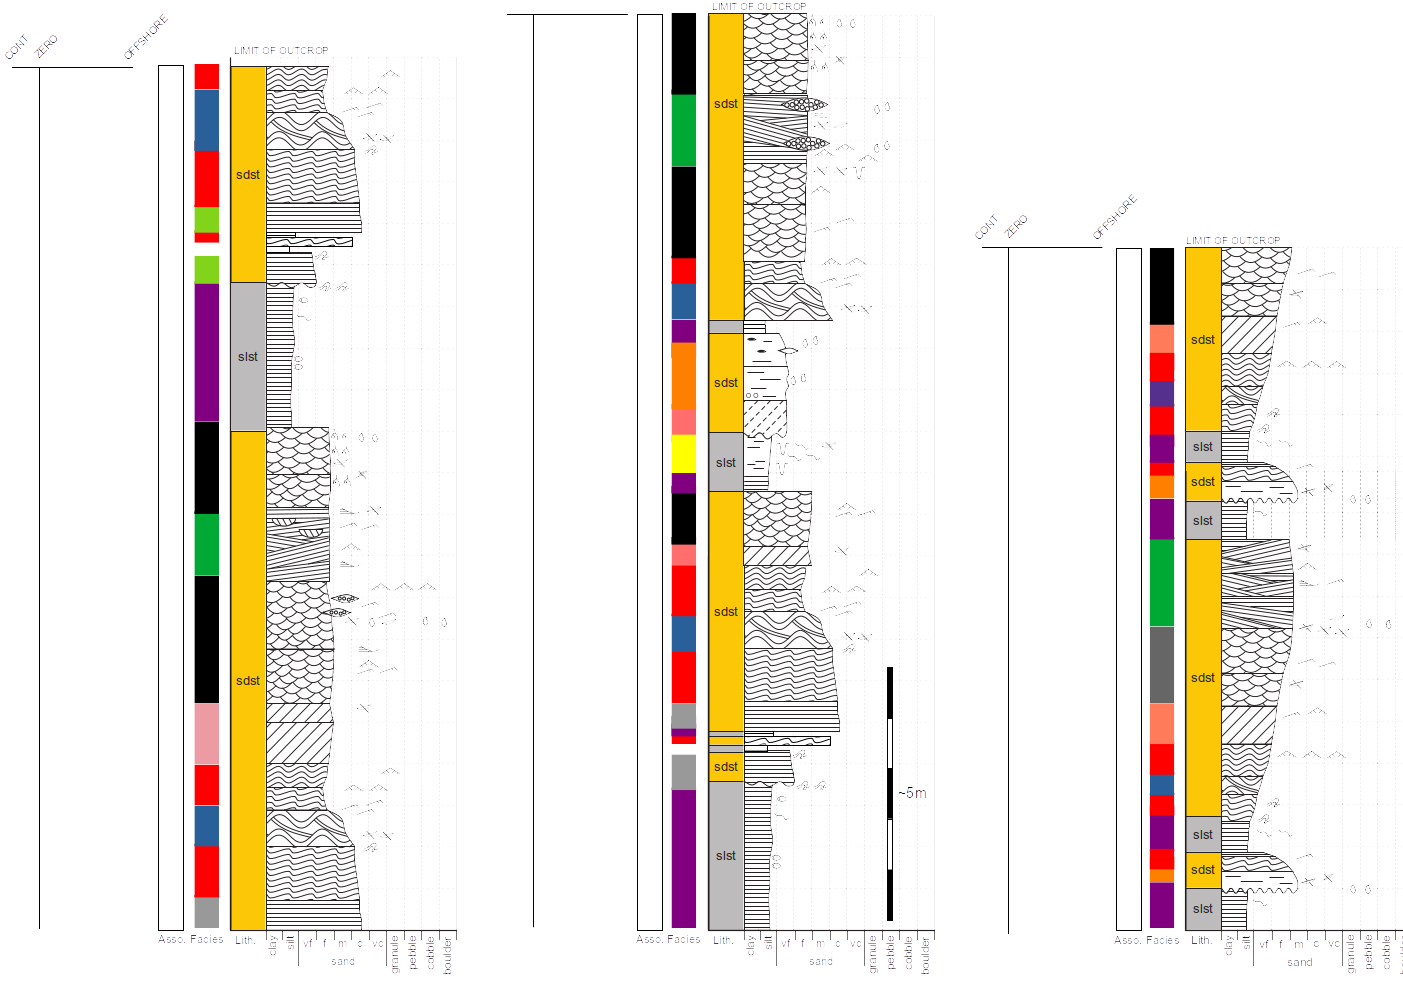 CONT
ZERO
OFFSHORE
LIMIT OF OUTCROP
sdst
slst
sdst
Asso.
Facies
Lith.
clay
silt
vf
f
m
c
vc
granule
pebble
cobble
boulder
sand
LIMIT OF OUTCROP
sdst
sdst
slst
sdst
sdst
slst
~5m
Asso.
Facies
Lith.
clay
silt
vf
f
m
c
vc
granule
pebble
cobble
boulder
sand
CONT
ZERO
OFFSHORE
LIMIT OF OUTCROP
sdst
slst
sdst
slst
sdst
slst
sdst
slst
Asso.
Facies
Lith.
clay
silt
vf
f
m
c
vc
granule
pebble
cobble
sand